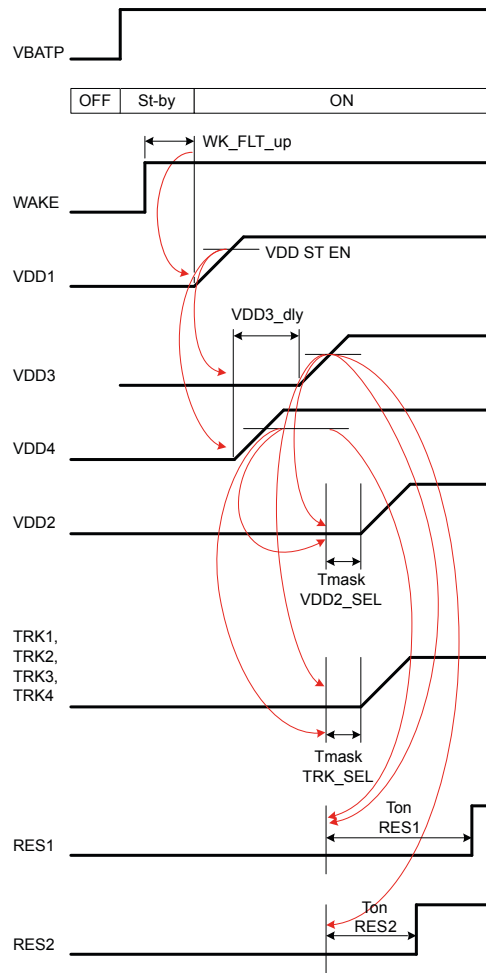 VBATP
OFF St-by ON
WK_FLT_up
WAKE
VDD ST EN
VDD1
VDD3_dly
VDD3
VDD4
VDD2
Tmask
VDD2_SEL
TRK1,
TRK2,
TRK3,
TRK4
Tmask
TRK_SEL
Ton
RES1
RES1
Ton
RES2
RES2